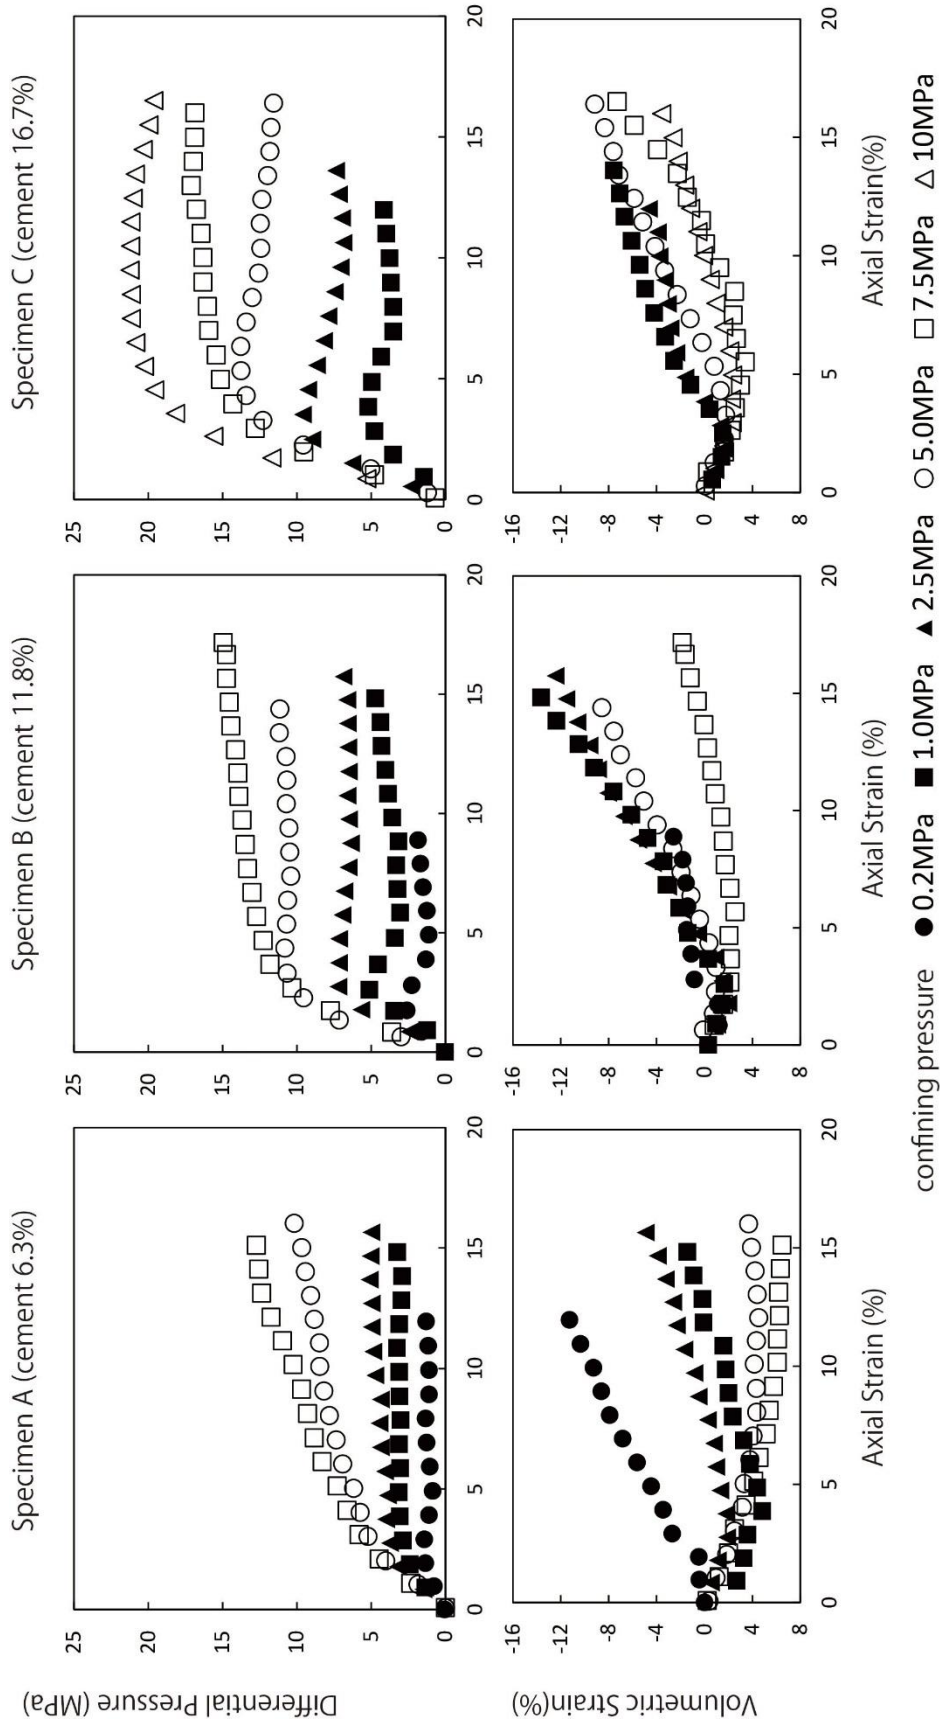 Specimen A (cement 6.3%)
Specimen B (cement 11.8%)
Specimen C (cement 16.7%)
Differential Pressure (MPa)
25
20
15
10
5
0
0 5 10 15 20
25
20
15
10
5
0
0 5 10 15 20
25
20
15
10
5
0
0 5 10 15 20
Volumetric Strain(%)
-16
-12
-8
-4
0
4
8
0 5 10 15 20
Axial Strain (%)
-16
-12
-8
-4
0
4
8
0 5 10 15 20
Axial Strain (%)
-16
-12
-8
-4
0
4
8
0 5 10 15 20
Axial Strain(%)
confining pressure ●0.2MPa ■1.0MPa ▲2.5MPa ○5.0MPa □7.5MPa △10MPa